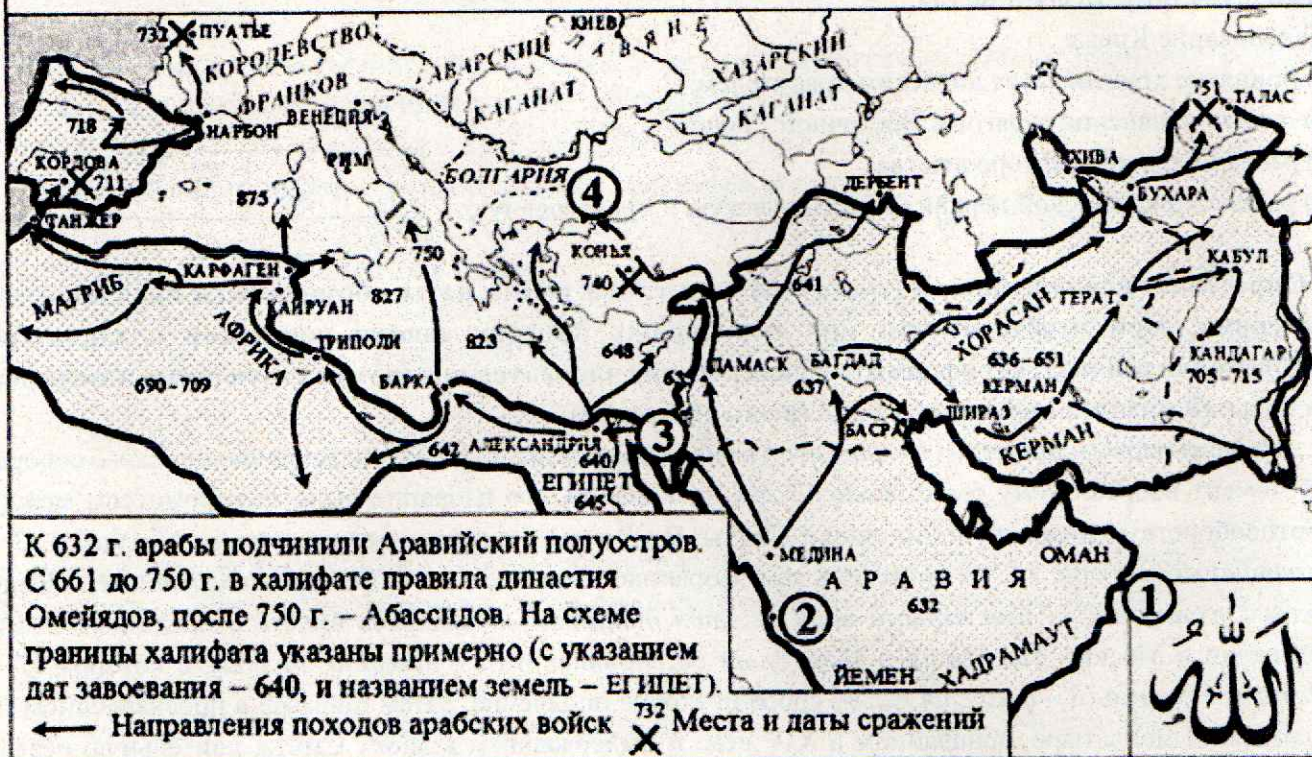 КИЕВ
732
ПУАТЬЕ
КОРОЛЕВСТВО
ФРАНКОВ
АВАРСКИЙ
КАГАНАТ
ЛАВЯНЕ
ХАЗАРСКИЙ
КАГАНАТ
751
ТАЛАС
718
НАРБОН
ВЕНЕЦИЯ
КОРДОВА
711
РИМ
БОЛГАРИЯ
4
ДЕРБЕНТ
ХИВА
БУХАРА
ТАНЖЕР
875
750
КОНЬЯ
740
641
КАБУЛ
КАРФАГЕН
МАГРИБ
КАЙРУАН
827
ГЕРАТ
ХОРАСАН
АФРИКА
ТРИПОЛИ
823
648
ДАМАСК
БАГДАД
637
636-651
КЕРМАН
КАНДАГАР
705-715
690-709
БАРКА
ШИРАЗ
БАСРА
КЕРМАН
642
АЛЕКСАНДРИЯ
640
3
ЕГИПЕТ
645
МЕДИНА
ОМАН
АРАВИЯ
632
1
2
ЙЕМЕН
ХАДРАМАУТ
الله
К 632 г. арабы подчинили Аравийский полуостров.
С 661 до 750 г. в халифате правила династия
Омейядов, после 750 г. – Абассидов. На схеме
границы халифата указаны примерно (с указанием
дат завоевания – 640, и названием земель – ЕГИПЕТ).
Направления походов арабских войск 732 Места и даты сражений